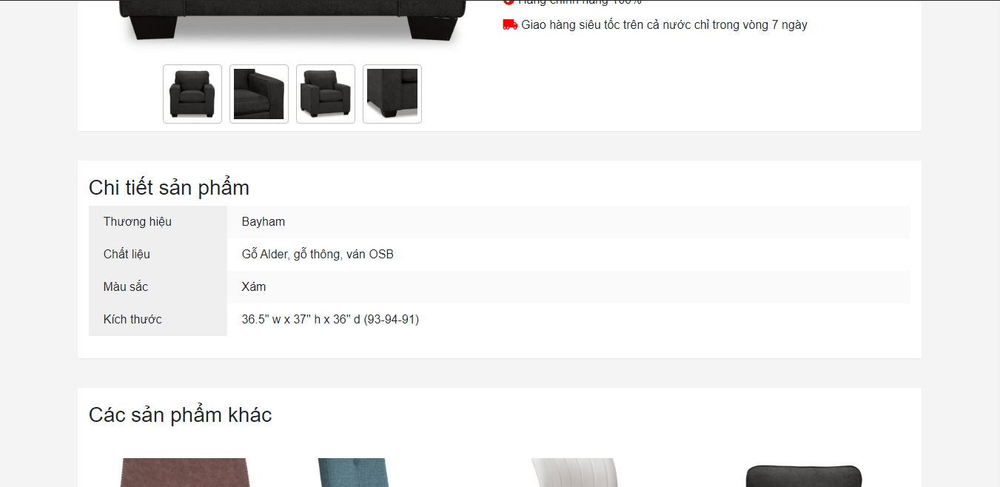 Hàng chính hãng 100%
Giao hàng siêu tốc trên cả nước chỉ trong vòng 7 ngày
Chi tiết sản phẩm
Thương hiệu Bayham
Chất liệu Gỗ Alder, gỗ thông, ván OSB
Màu sắc Xám
Kích thước 36.5" w x 37" h x 36" d (93-94-91)
Các sản phẩm khác